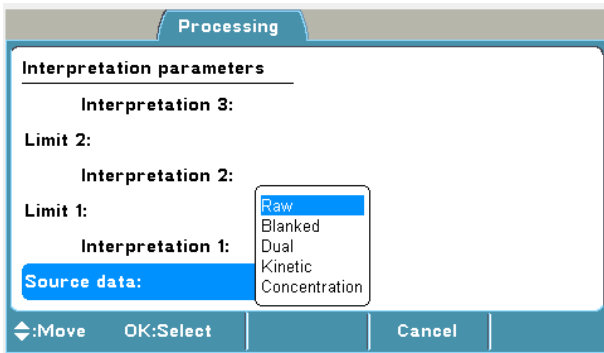 Processing
Interpretation parameters
Interpretation 3:
Limit 2:
Interpretation 2:
Limit 1:
Interpretation 1:
Source data:
Raw
Blanked
Dual
Kinetic
Concentration
:Move OK:Select Cancel